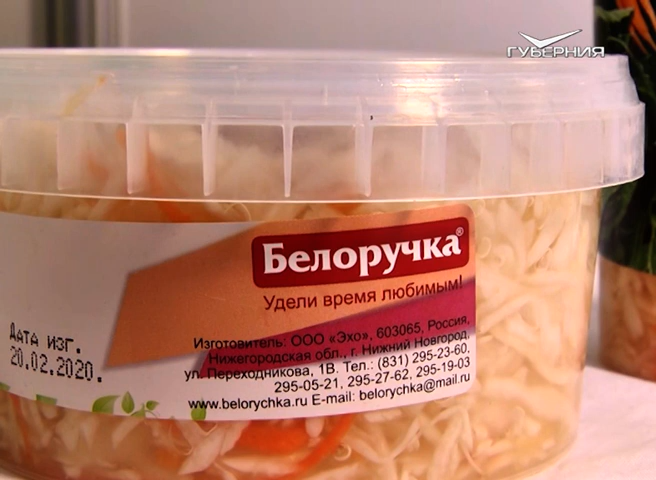 ГУБЕРНИЯ
Белоручка®
Удели время любимым!
Дата изг.
20.02.2020.
Изготовитель: ООО «Эхо», 603065, Россия,
Нижегородская обл., г. Нижний Новгород,
ул. Переходникова, 1В. Тел.: (831) 295-23-60,
295-05-21, 295-27-62, 295-19-03
www.belorychka.ru E-mail: belorychka@mail.ru